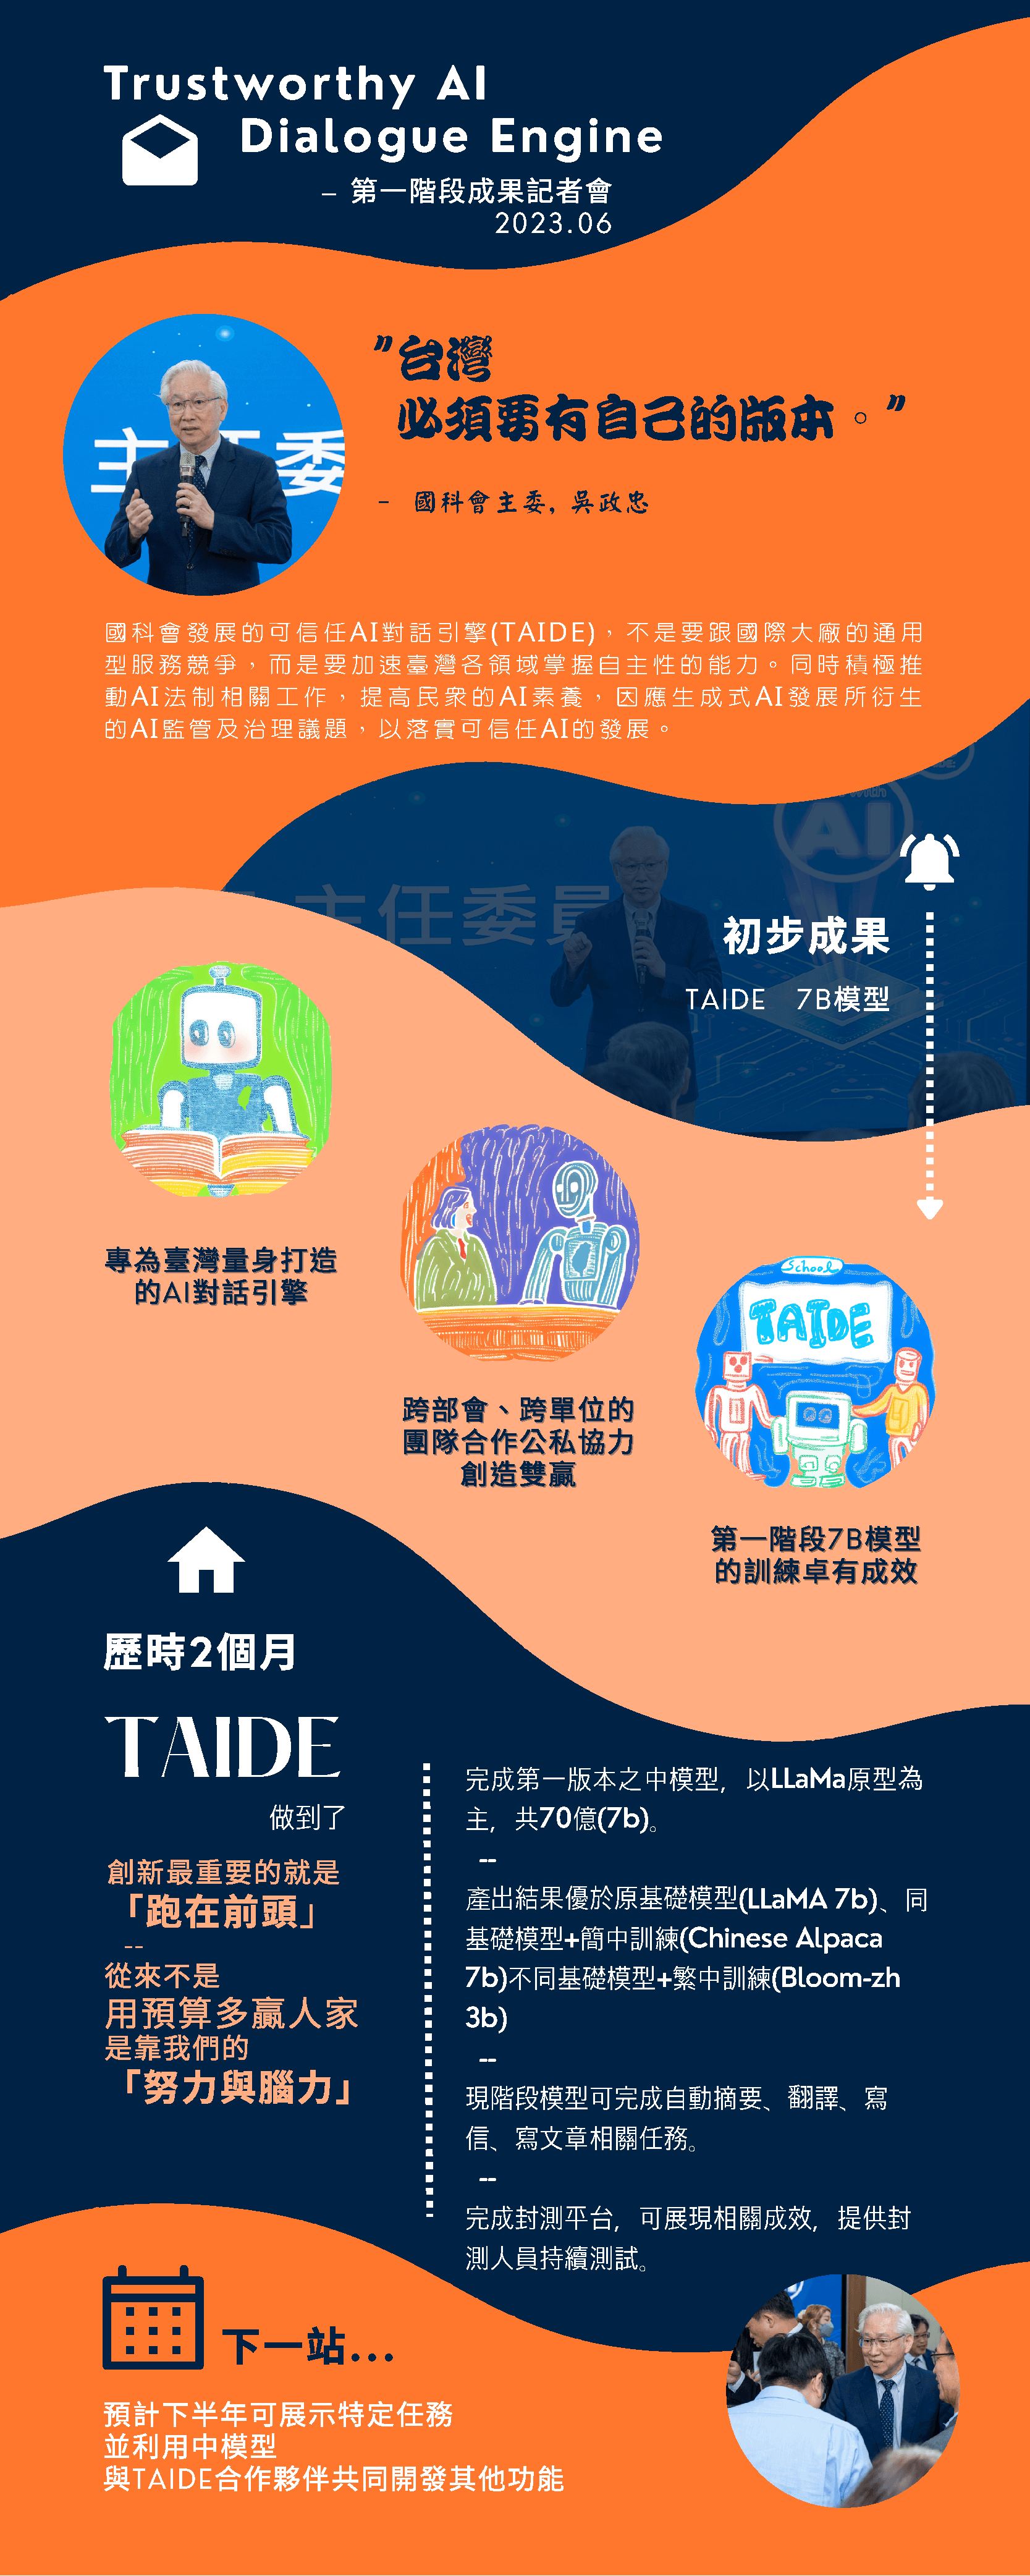 Trustworthy AI
Dialogue Engine
– 第一階段成果記者會
2023.06
"台灣
必須要有自己的版本。"
- 國科會主委, 吳政忠
主任委
國科會發展的可信任AI對話引擎(TAIDE)，不是要跟國際大廠的通用
型服務競爭，而是要加速臺灣各領域掌握自主性的能力。同時積極推
動AI法制相關工作，提高民眾的AI素養，因應生成式AI發展所衍生
的AI監管及治理議題，以落實可信任AI的發展。
with
AI
主任委員
初步成果
TAIDE 7B模型
專為臺灣量身打造
的AI對話引擎
School
TAIDE
跨部會、跨單位的
團隊合作公私協力
創造雙贏
第一階段7B模型
的訓練卓有成效
歷時2個月
TAIDE
做到了
創新最重要的就是
「跑在前頭」
--
從來不是
用預算多贏人家
是靠我們的
「努力與腦力」
完成第一版本之中模型，以LLaMa原型為
主，共70億(7b)。
--
產出結果優於原基礎模型(LLaMA 7b)、同
基礎模型+簡中訓練(Chinese Alpaca
7b)不同基礎模型+繁中訓練(Bloom-zh
3b)
--
現階段模型可完成自動摘要、翻譯、寫
信、寫文章相關任務。
--
完成封測平台，可展現相關成效，提供封
測人員持續測試。
下一站...
預計下半年可展示特定任務
並利用中模型
與TAIDE合作夥伴共同開發其他功能